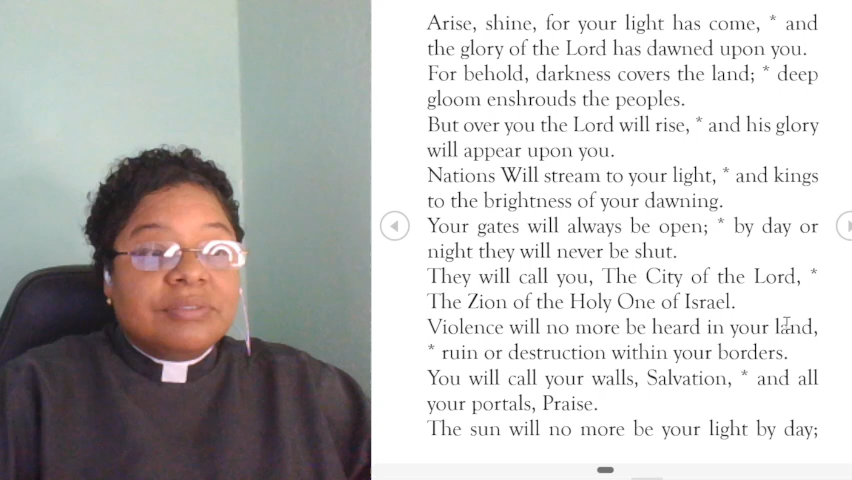 Arise, shine, for your light has come, * and
the glory of the Lord has dawned upon you.
For behold, darkness covers the land; * deep
gloom enshrouds the peoples.
But over you the Lord will rise, * and his glory
will appear upon you.
Nations Will stream to your light, * and kings
to the brightness of your dawning.
Your gates will always be open; * by day or
night they will never be shut.
They will call you, The City of the Lord, *
The Zion of the Holy One of Israel.
Violence will no more be heard in your land,
* ruin or destruction within your borders.
You will call your walls, Salvation, * and all
your portals, Praise.
The sun will no more be your light by day;